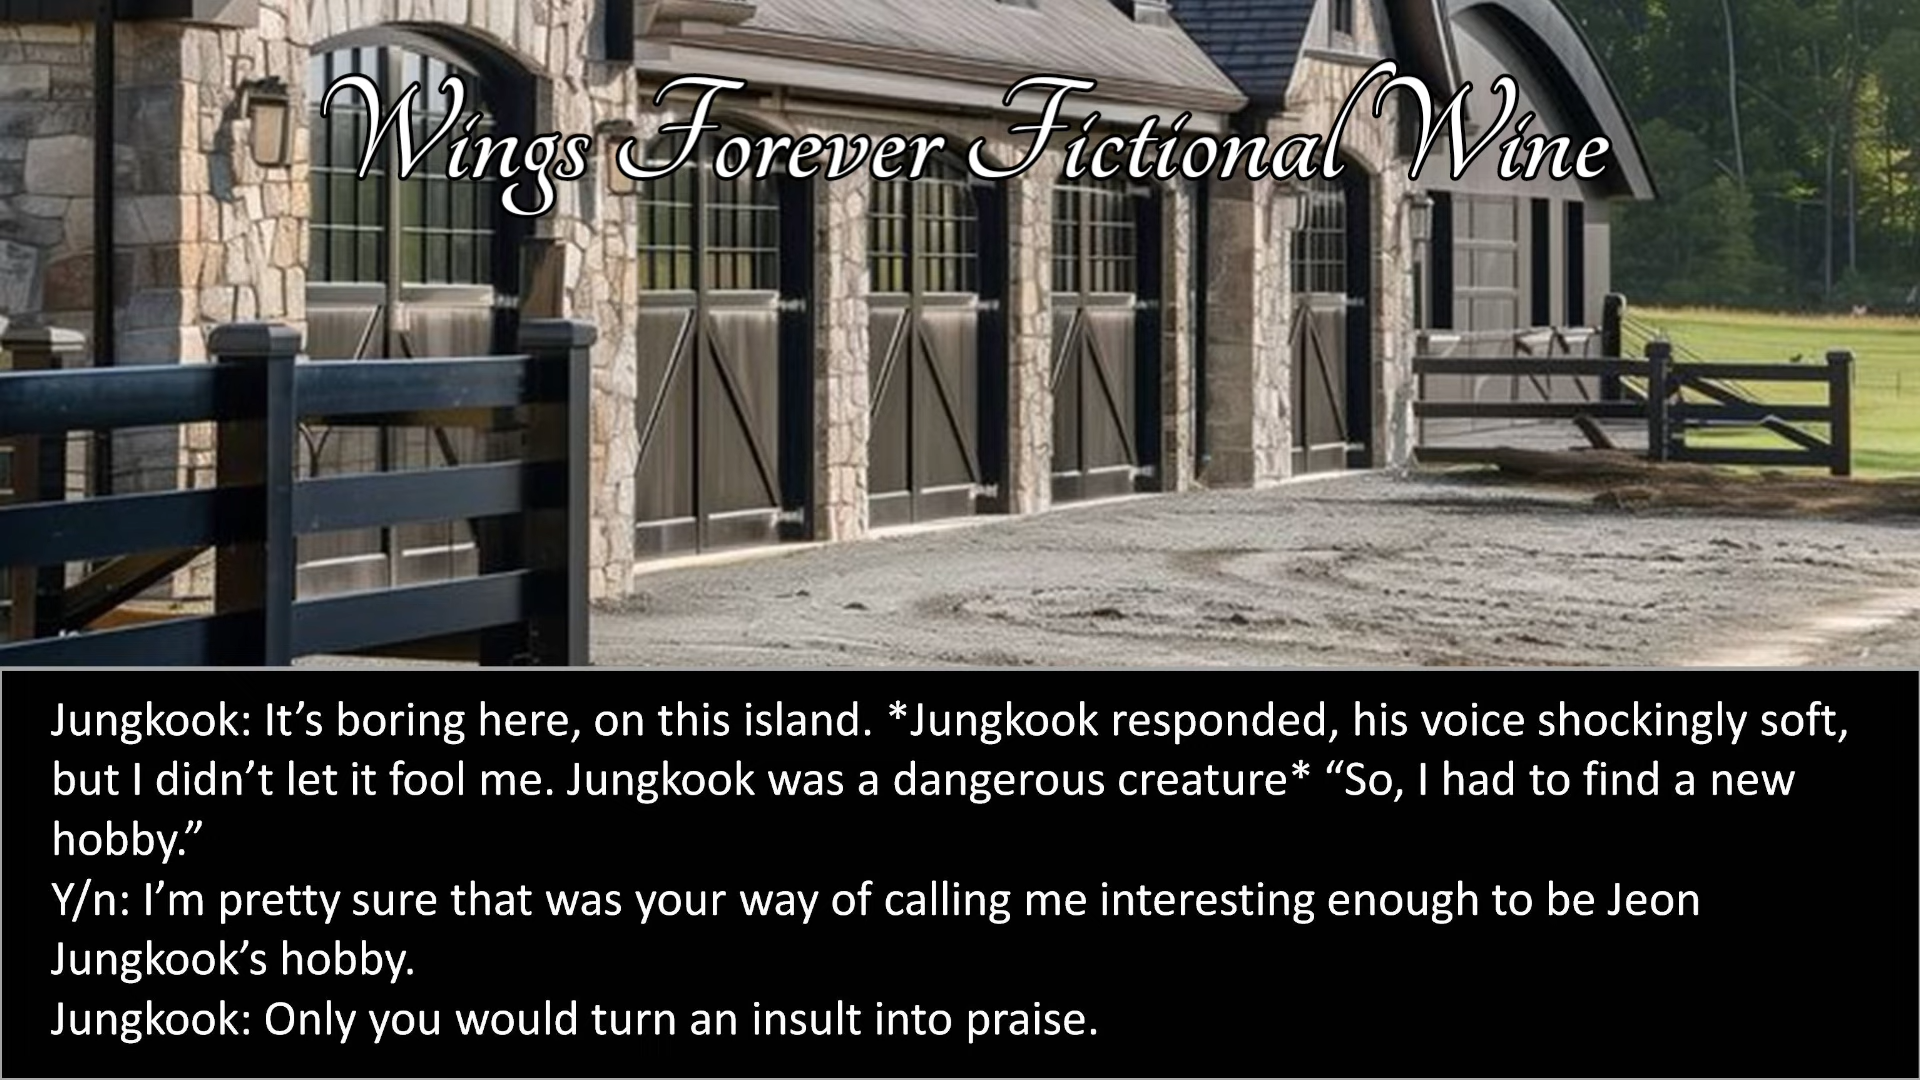 Wings Forever Fictional Wine
Jungkook: It’s boring here, on this island. *Jungkook responded, his voice shockingly soft,
but I didn’t let it fool me. Jungkook was a dangerous creature* “So, I had to find a new
hobby.”
Y/n: I’m pretty sure that was your way of calling me interesting enough to be Jeon
Jungkook’s hobby.
Jungkook: Only you would turn an insult into praise.